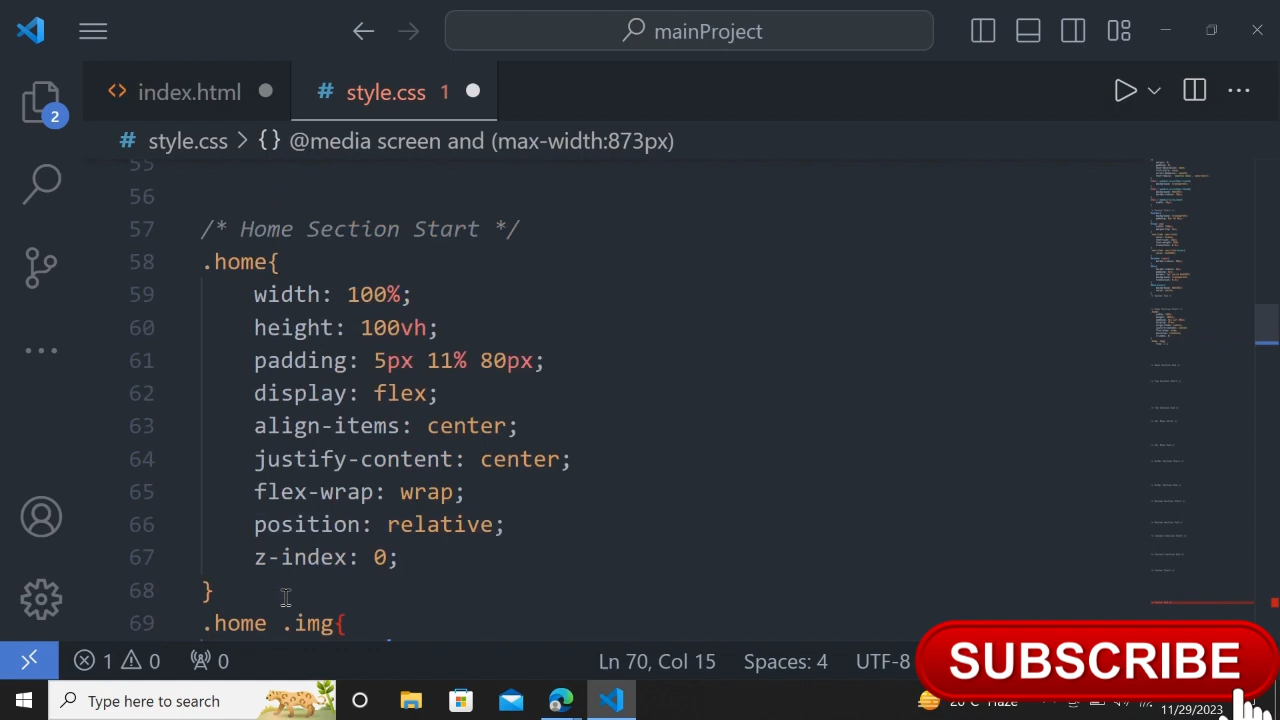 mainProject
index.html
style.css 1
2
# style.css > {} @media screen and (max-width:873px)
55
56
57 /* Home Section Start */
58 .home{
59 width: 100%;
60 height: 100vh;
61 padding: 5px 11% 80px;
62 display: flex;
63 align-items: center;
64 justify-content: center;
65 flex-wrap: wrap;
66 position: relative;
67 z-index: 0;
68 }
69 .home .img{
1 0 0 Ln 70, Col 15 Spaces: 4 UTF-8
SUBSCRIBE
Type here to search
Haze
11/29/2023